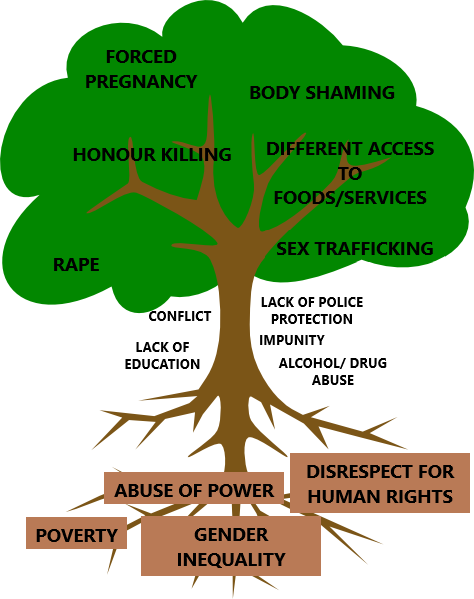 FORCED
PREGNANCY
BODY SHAMING
HONOUR KILLING
DIFFERENT ACCESS
TO
FOODS/SERVICES
RAPE
SEX TRAFFICKING
CONFLICT
LACK OF POLICE
PROTECTION
IMPUNITY
LACK OF
EDUCATION
ALCOHOL/ DRUG
ABUSE
ABUSE OF POWER
DISRESPECT FOR
HUMAN RIGHTS
POVERTY
GENDER
INEQUALITY